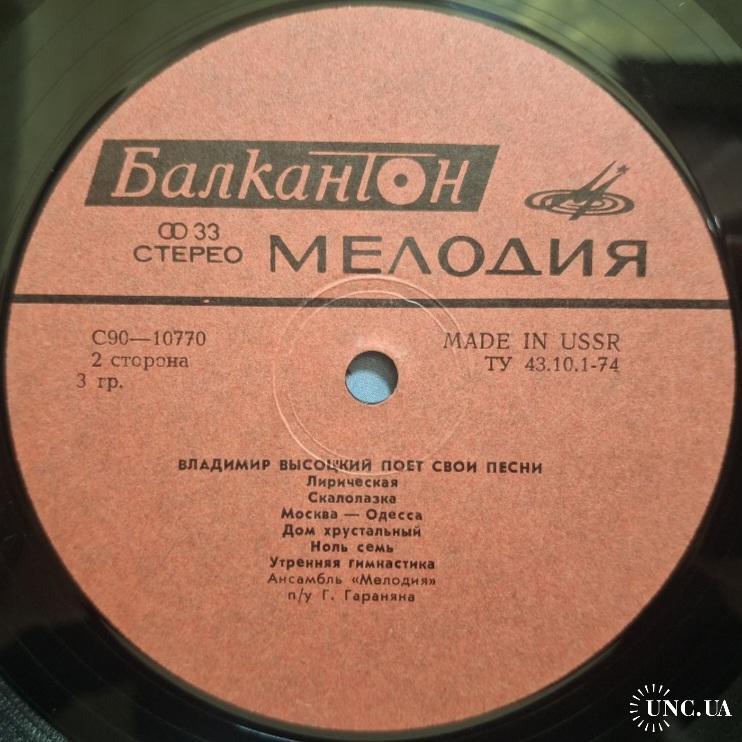 Балкантон
33
СТЕРЕО
МЕЛОДИЯ
С90—10770
2 сторона
3 гр.
MADE IN USSR
ТУ 43.10.1-74
ВЛАДИМИР ВЫСОЦКИЙ ПОЕТ СВОИ ПЕСНИ
Лирическая
Скалолазка
Москва — Одесса
Дом хрустальный
Ноль семь
Утренняя гимнастика
Ансамбль «Мелодия»
п/у Г. Гараняна
UNC.UA